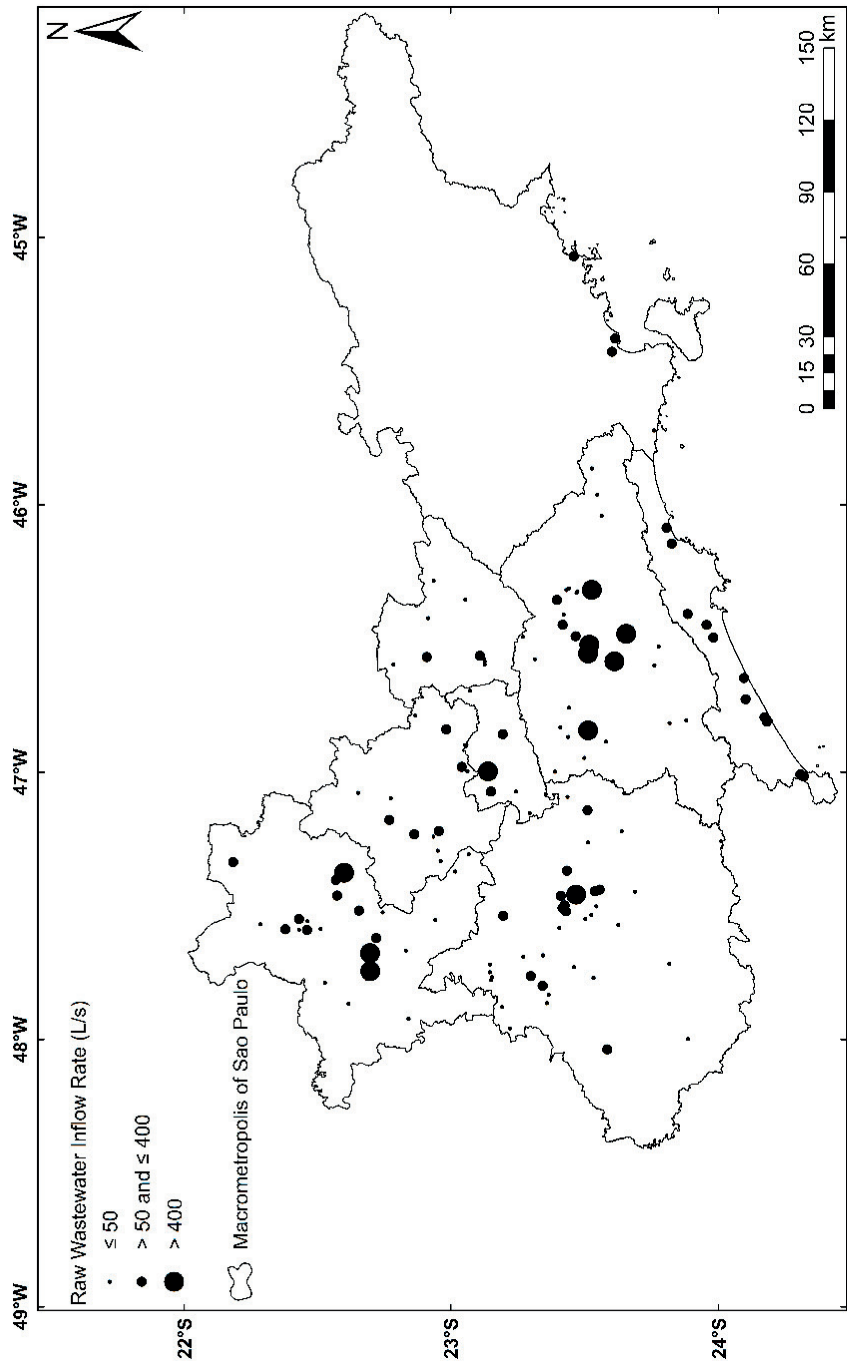 49°W 48°W 47°W 46°W 45°W
N
Raw Wastewater Inflow Rate (L/s)
≤ 50
> 50 and ≤ 400
> 400
Macrometropolis of Sao Paulo
22°S
23°S
24°S
0 15 30 60 90 120 150
km